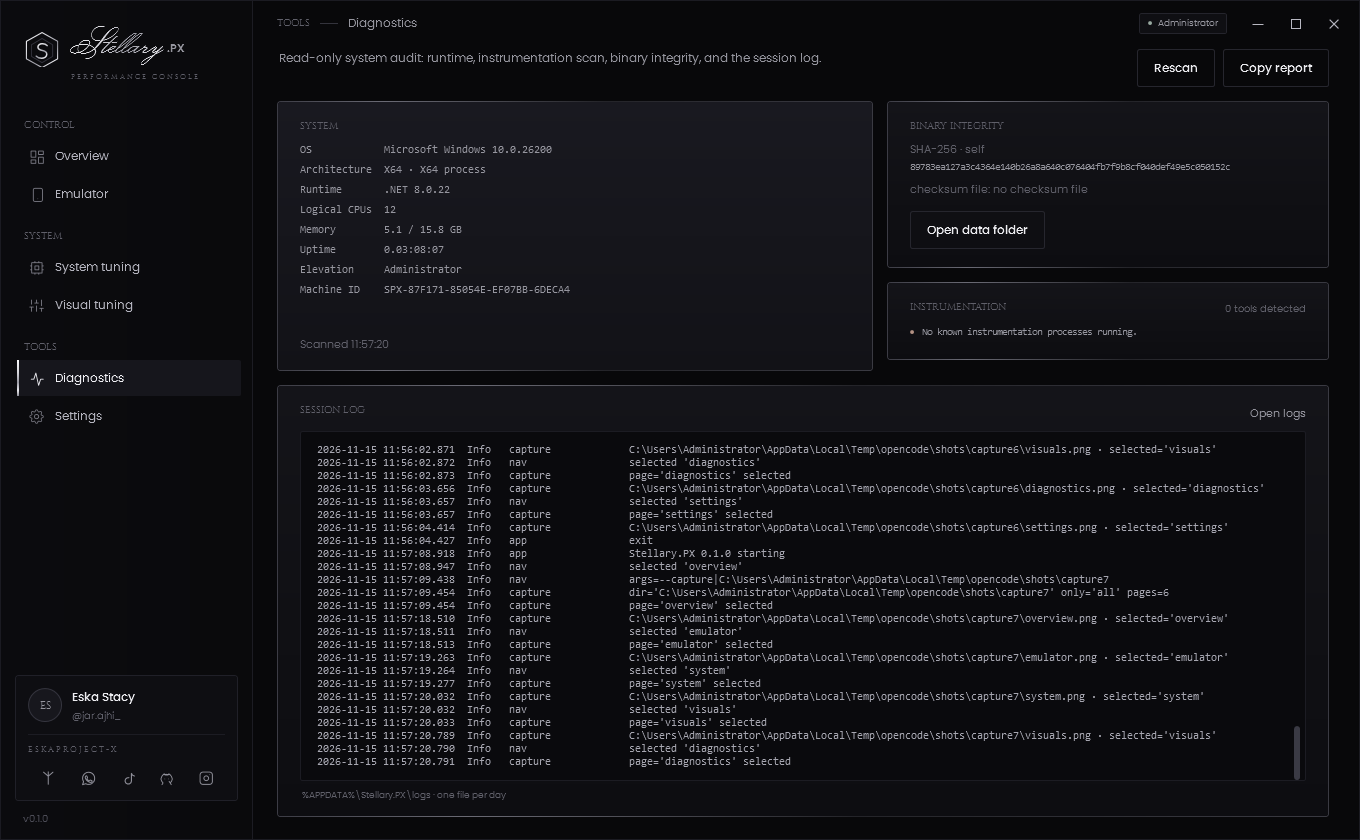 TOOLS — Diagnostics
Administrator
S
Stellary.PX
PERFORMANCE CONSOLE
Read-only system audit: runtime, instrumentation scan, binary integrity, and the session log.
Rescan
Copy report
CONTROL
Overview
Emulator
SYSTEM
System tuning
Visual tuning
TOOLS
Diagnostics
Settings
SYSTEM
OS Microsoft Windows 10.0.26200
Architecture X64 · X64 process
Runtime .NET 8.0.22
Logical CPUs 12
Memory 5.1 / 15.8 GB
Uptime 0.03:08:07
Elevation Administrator
Machine ID SPX-87F171-85054E-EF07BB-6DECA4
Scanned 11:57:20
BINARY INTEGRITY
SHA-256 · self
89783ea127a3c4364e140b26a8a640c076404fb7f9b8cf040def49e5c050152c
checksum file: no checksum file
Open data folder
INSTRUMENTATION
0 tools detected
• No known instrumentation processes running.
SESSION LOG
Open logs
2026-11-15 11:56:02.871 Info capture C:\Users\Administrator\AppData\Local\Temp\opencode\shots\capture6\visuals.png · selected='visuals'
2026-11-15 11:56:02.872 Info nav selected 'diagnostics'
2026-11-15 11:56:02.873 Info capture page='diagnostics' selected
2026-11-15 11:56:03.656 Info capture C:\Users\Administrator\AppData\Local\Temp\opencode\shots\capture6\diagnostics.png · selected='diagnostics'
2026-11-15 11:56:03.657 Info nav selected 'settings'
2026-11-15 11:56:03.657 Info capture page='settings' selected
2026-11-15 11:56:04.414 Info capture C:\Users\Administrator\AppData\Local\Temp\opencode\shots\capture6\settings.png · selected='settings'
2026-11-15 11:56:04.427 Info app exit
2026-11-15 11:57:08.918 Info app Stellary.PX 0.1.0 starting
2026-11-15 11:57:08.947 Info nav selected 'overview'
2026-11-15 11:57:09.438 Info nav args=--capture|C:\Users\Administrator\AppData\Local\Temp\opencode\shots\capture7
2026-11-15 11:57:09.454 Info capture dir='C:\Users\Administrator\AppData\Local\Temp\opencode\shots\capture7' only='all' pages=6
2026-11-15 11:57:09.454 Info capture page='overview' selected
2026-11-15 11:57:18.510 Info capture C:\Users\Administrator\AppData\Local\Temp\opencode\shots\capture7\overview.png · selected='overview'
2026-11-15 11:57:18.511 Info nav selected 'emulator'
2026-11-15 11:57:18.513 Info capture page='emulator' selected
2026-11-15 11:57:19.263 Info capture C:\Users\Administrator\AppData\Local\Temp\opencode\shots\capture7\emulator.png · selected='emulator'
2026-11-15 11:57:19.264 Info nav selected 'system'
2026-11-15 11:57:19.277 Info capture page='system' selected
2026-11-15 11:57:20.032 Info capture C:\Users\Administrator\AppData\Local\Temp\opencode\shots\capture7\system.png · selected='system'
2026-11-15 11:57:20.032 Info nav selected 'visuals'
2026-11-15 11:57:20.033 Info capture page='visuals' selected
2026-11-15 11:57:20.789 Info capture C:\Users\Administrator\AppData\Local\Temp\opencode\shots\capture7\visuals.png · selected='visuals'
2026-11-15 11:57:20.790 Info nav selected 'diagnostics'
2026-11-15 11:57:20.791 Info capture page='diagnostics' selected
%APPDATA%\Stellary.PX\logs · one file per day
ES
Eska Stacy
@jar.ajhi_
ESKAPROJECT-X
v0.1.0